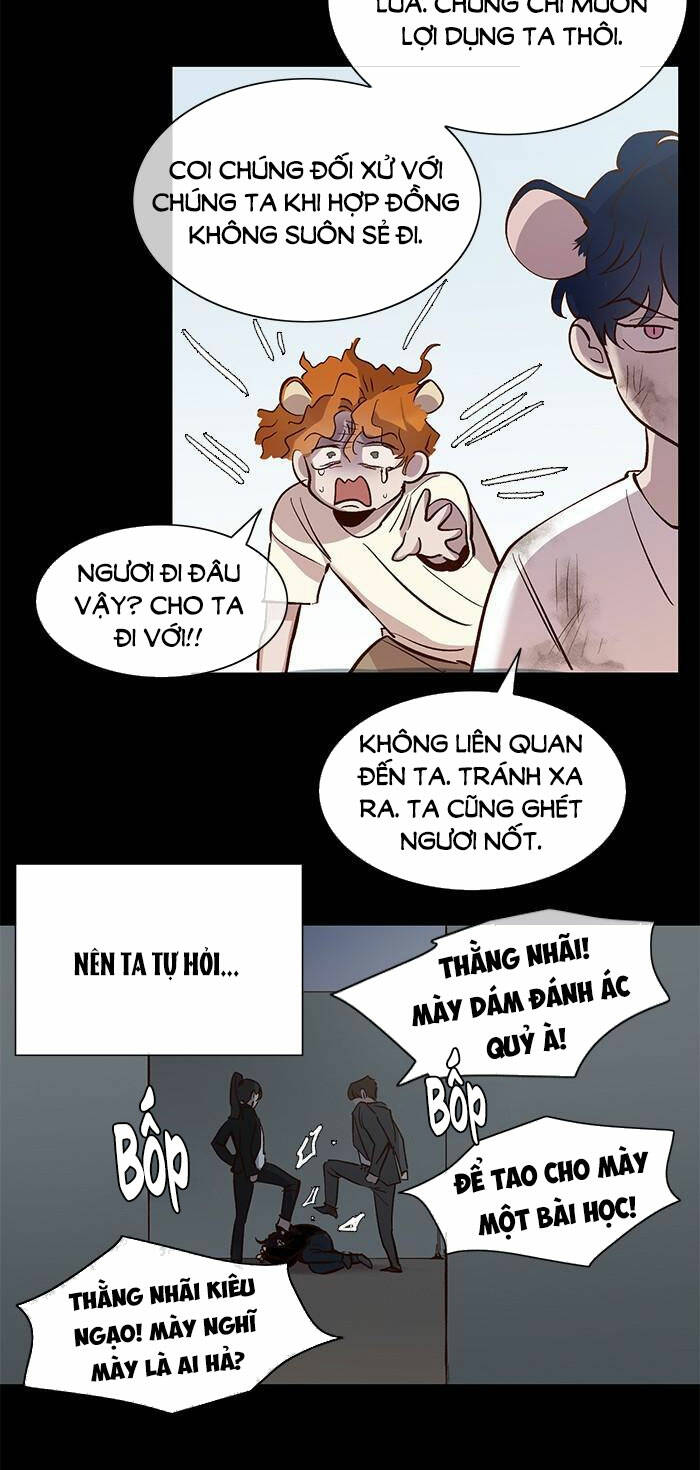 LỪA. CHÚNG CHỈ MUỐN
LỢI DỤNG TA THÔI.
COI CHÚNG ĐỐI XỬ VỚI
CHÚNG TA KHI HỢP ĐỒNG
KHÔNG SUÔN SẺ ĐI.
NGƯƠI ĐI ĐÂU
VẬY? CHO TA
ĐI VỚI!!
KHÔNG LIÊN QUAN
ĐẾN TA. TRÁNH XA
RA. TA CŨNG GHÉT
NGƯƠI NỐT.
NÊN TA TỰ HỎI...
THẰNG NHÃI!
MÀY DÁM ĐÁNH ÁC
QUỶ À!
BỐP
BỐP
ĐỂ TAO CHO MÀY
MỘT BÀI HỌC!
THẰNG NHÃI KIÊU
NGẠO! MÀY NGHĨ
MÀY LÀ AI HẢ?